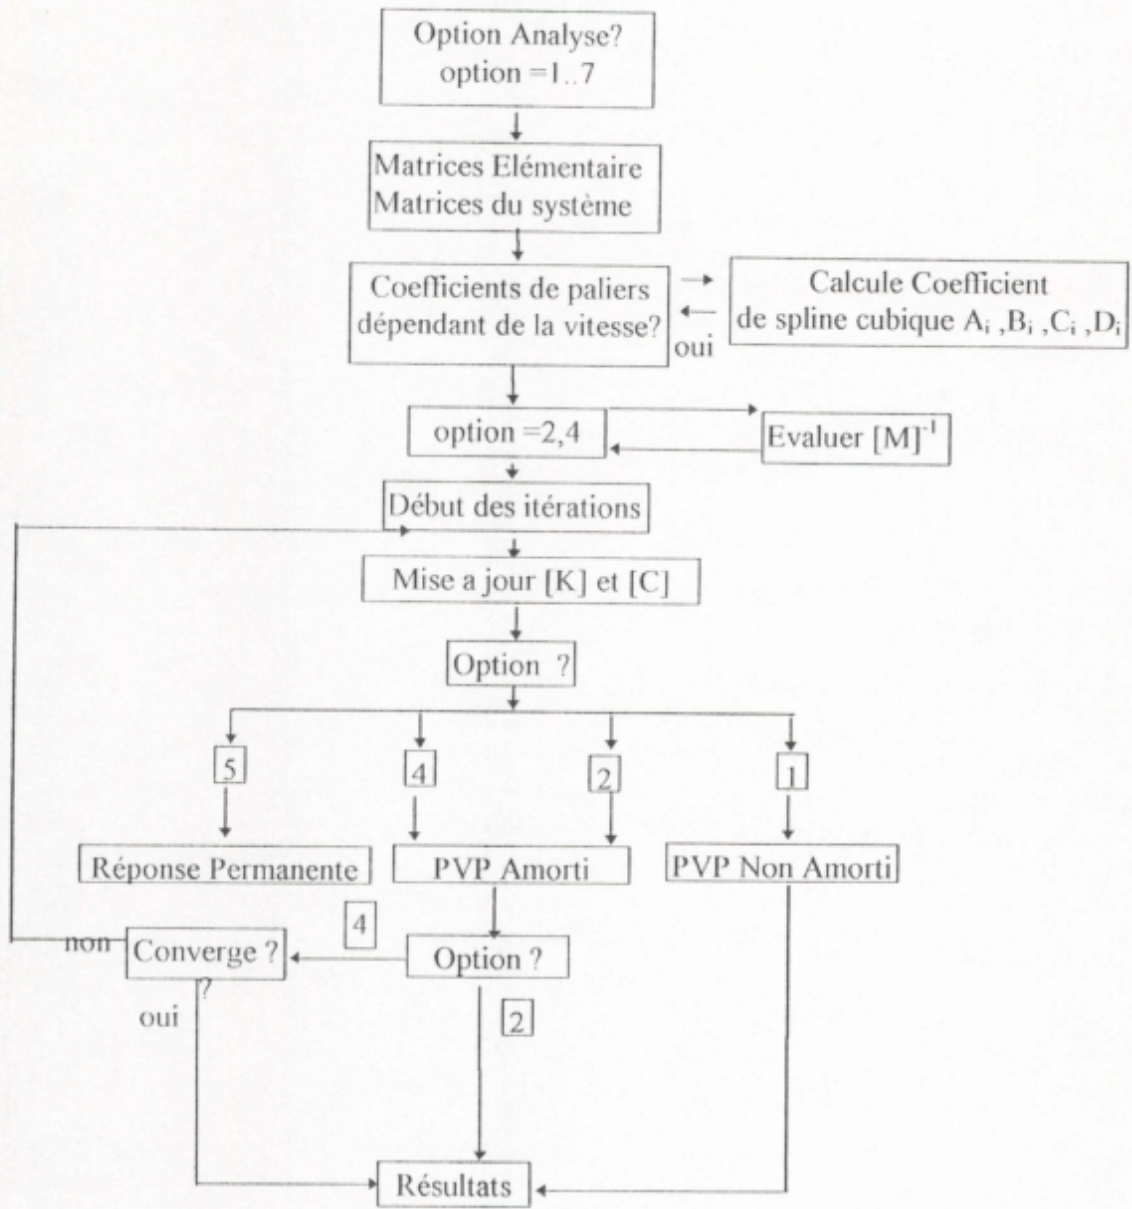 Option Analyse?
option =1..7
Matrices Elémentaire
Matrices du système
Coefficients de paliers
dépendant de la vitesse?
oui
Calcule Coefficient
de spline cubique Aᵢ ,Bᵢ ,Cᵢ ,Dᵢ
option =2,4
Evaluer [M]⁻¹
Début des itérations
Mise a jour [K] et [C]
Option ?
5
4
2
1
Réponse Permanente
PVP Amorti
PVP Non Amorti
4
non
Converge ?
?
Option ?
oui
2
Résultats